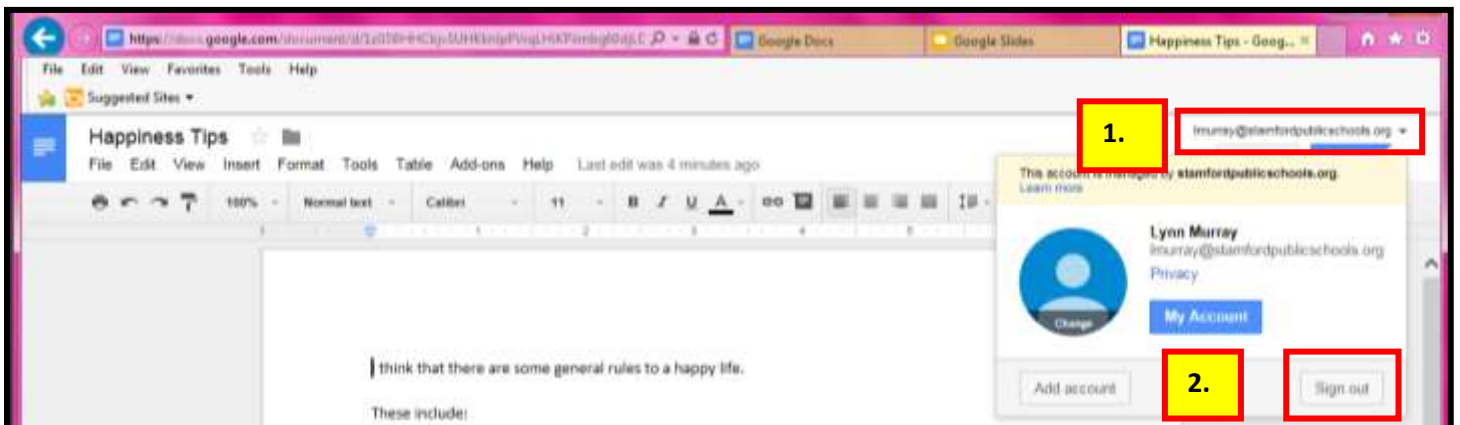 google.com
Google Docs
Google Slides
Happiness Tips - Goog...
File Edit View Favorites Tools Help
Suggested Sites
1.
lmurray@stamfordpublicschools.org
Happiness Tips
File Edit View Insert Format Tools Table Add-ons Help Last edit was 4 minutes ago
This account is managed by stamfordpublicschools.org.
Learn more
100% Normal text Calibri 11 B I U A
Lynn Murray
lmurray@stamfordpublicschools.org
Privacy
Change
My Account
I think that there are some general rules to a happy life.
Add account
2.
Sign out
These include: